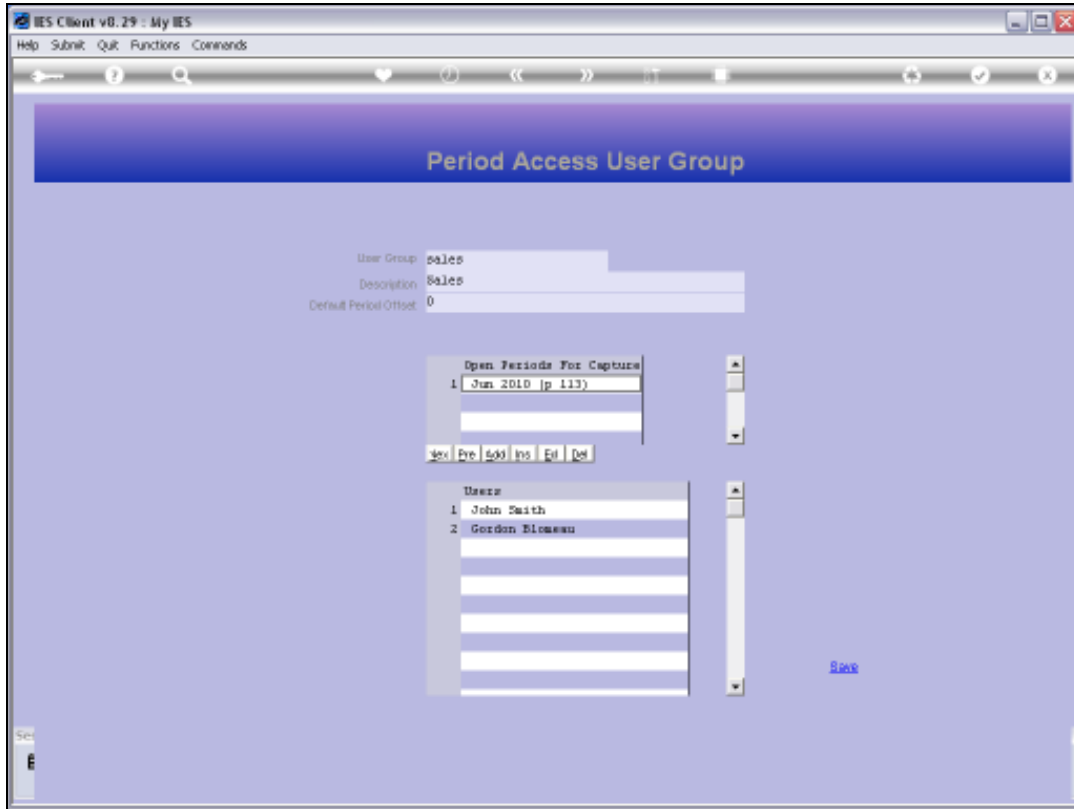 IES Client v8.29 : My IES
Help Submit Quit Functions Commands
Period Access User Group
User Group sales
Description Sales
Default Period Offset 0
Open Periods For Capture
1 Jun 2010 (p 113)
Nex Pre Add Ins Edi Del
Users
1 John Smith
2 Gordon Blomeau
Save